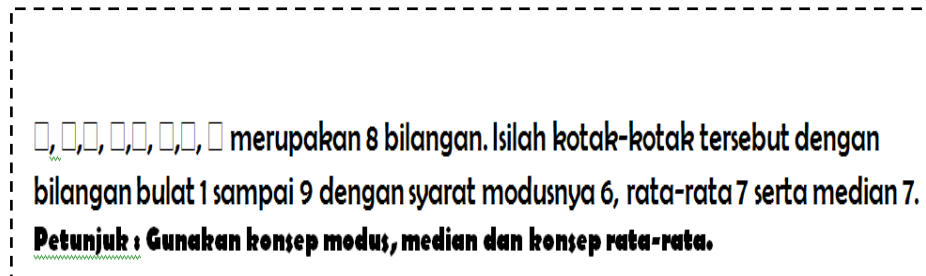 □, □,□, □,□, □,□, □ merupakan 8 bilangan. Isilah kotak-kotak tersebut dengan
bilangan bulat 1 sampai 9 dengan syarat modusnya 6, rata-rata 7 serta median 7.
Petunjuk : Gunakan konsep modus, median dan konsep rata-rata.